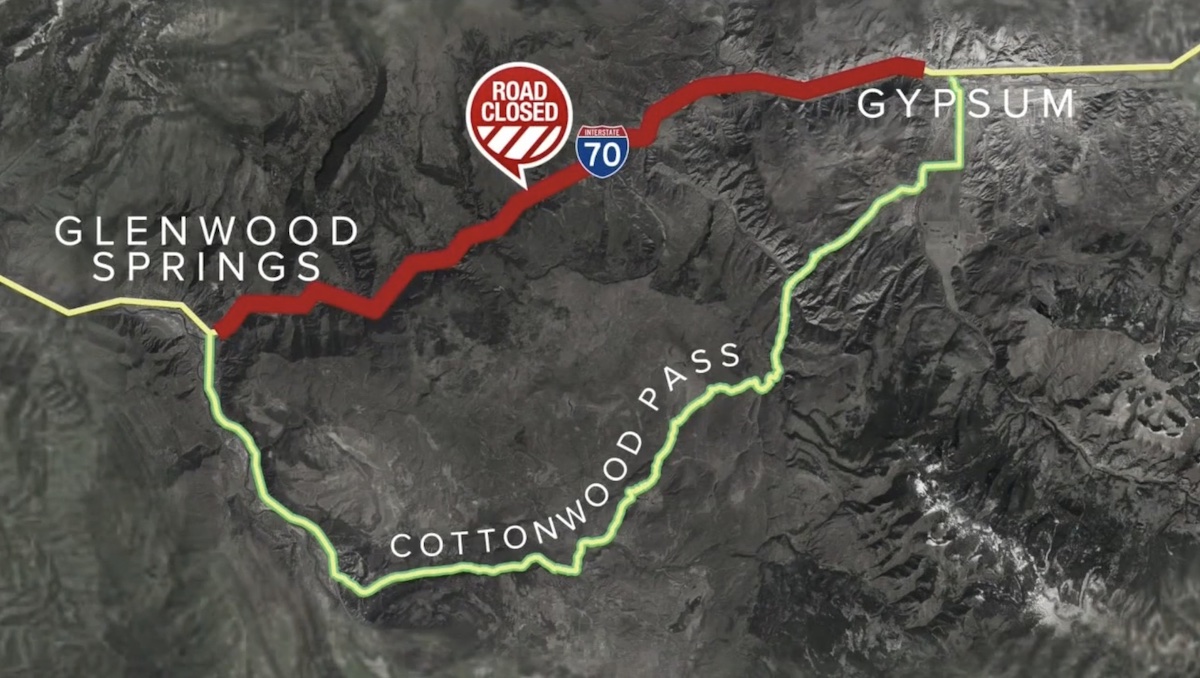 ROAD
CLOSED
INTERSTATE
70
GYPSUM
GLENWOOD
SPRINGS
COTTONWOOD PASS